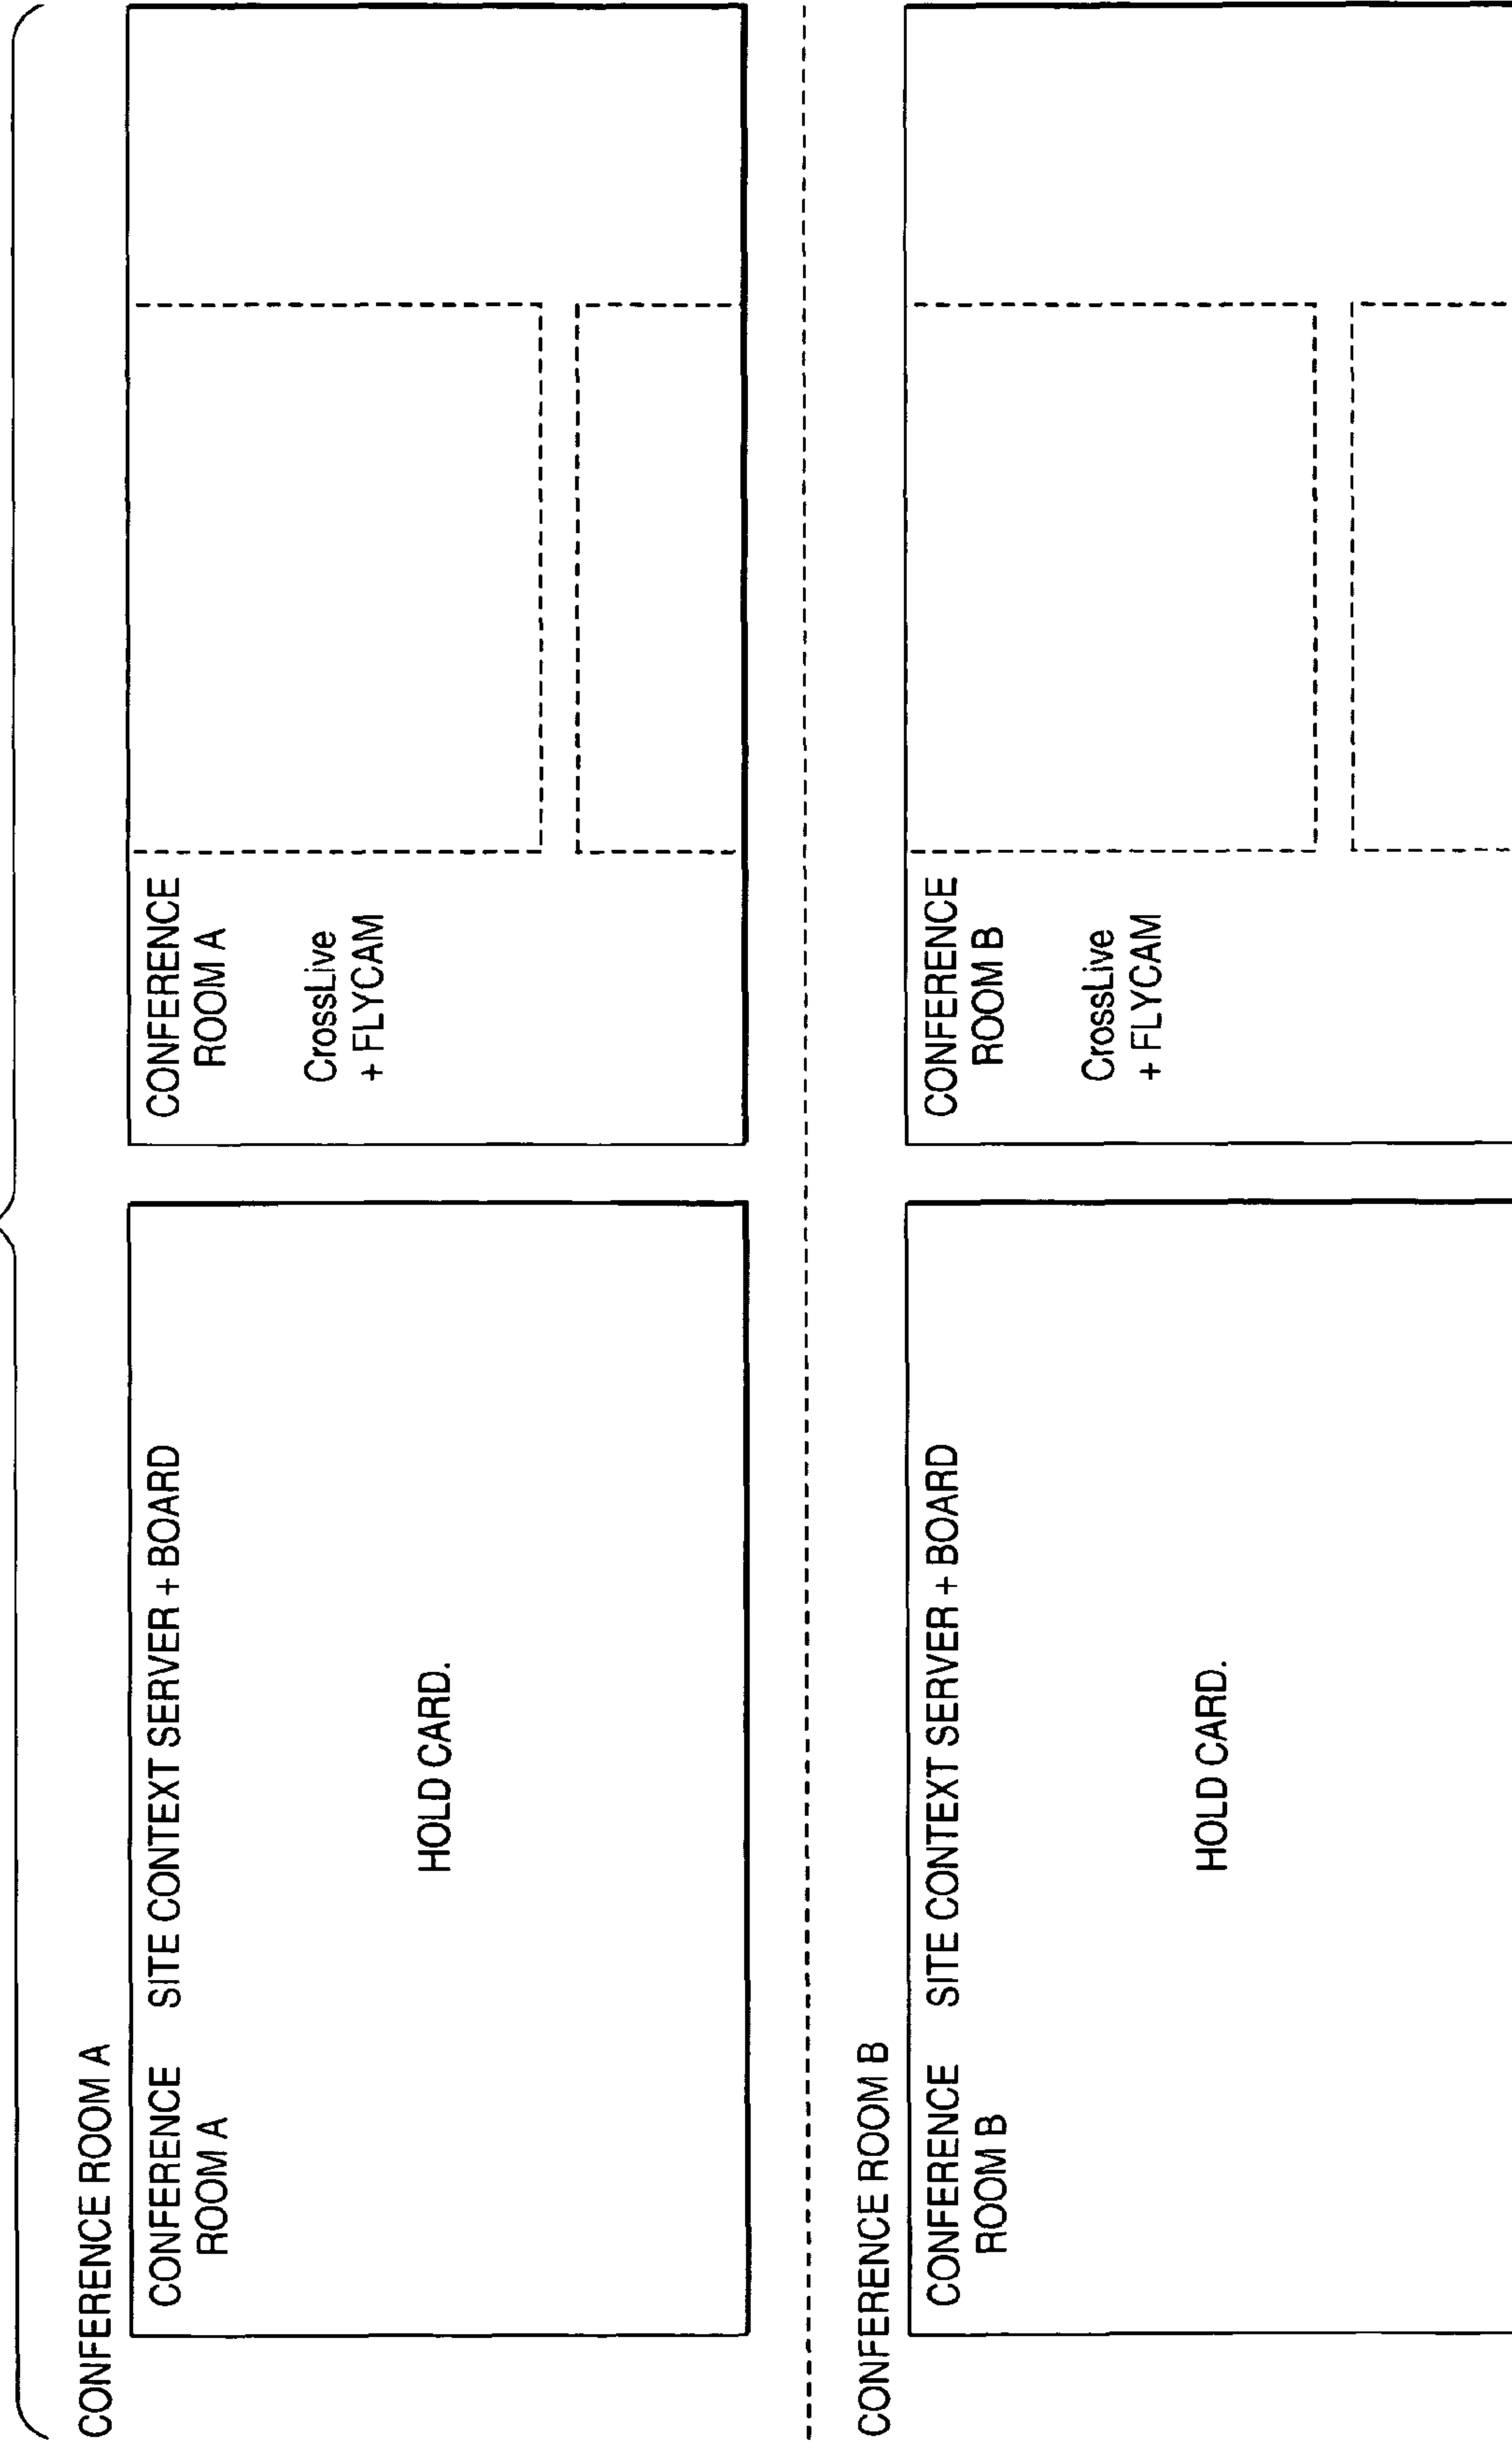 CONFERENCE ROOM A
CONFERENCE
ROOM A
SITE CONTEXT SERVER + BOARD
HOLD CARD.
CONFERENCE
ROOM A
CrossLive
+ FLYCAM
CONFERENCE ROOM B
CONFERENCE
ROOM B
SITE CONTEXT SERVER + BOARD
HOLD CARD.
CONFERENCE
ROOM B
CrossLive
+ FLYCAM